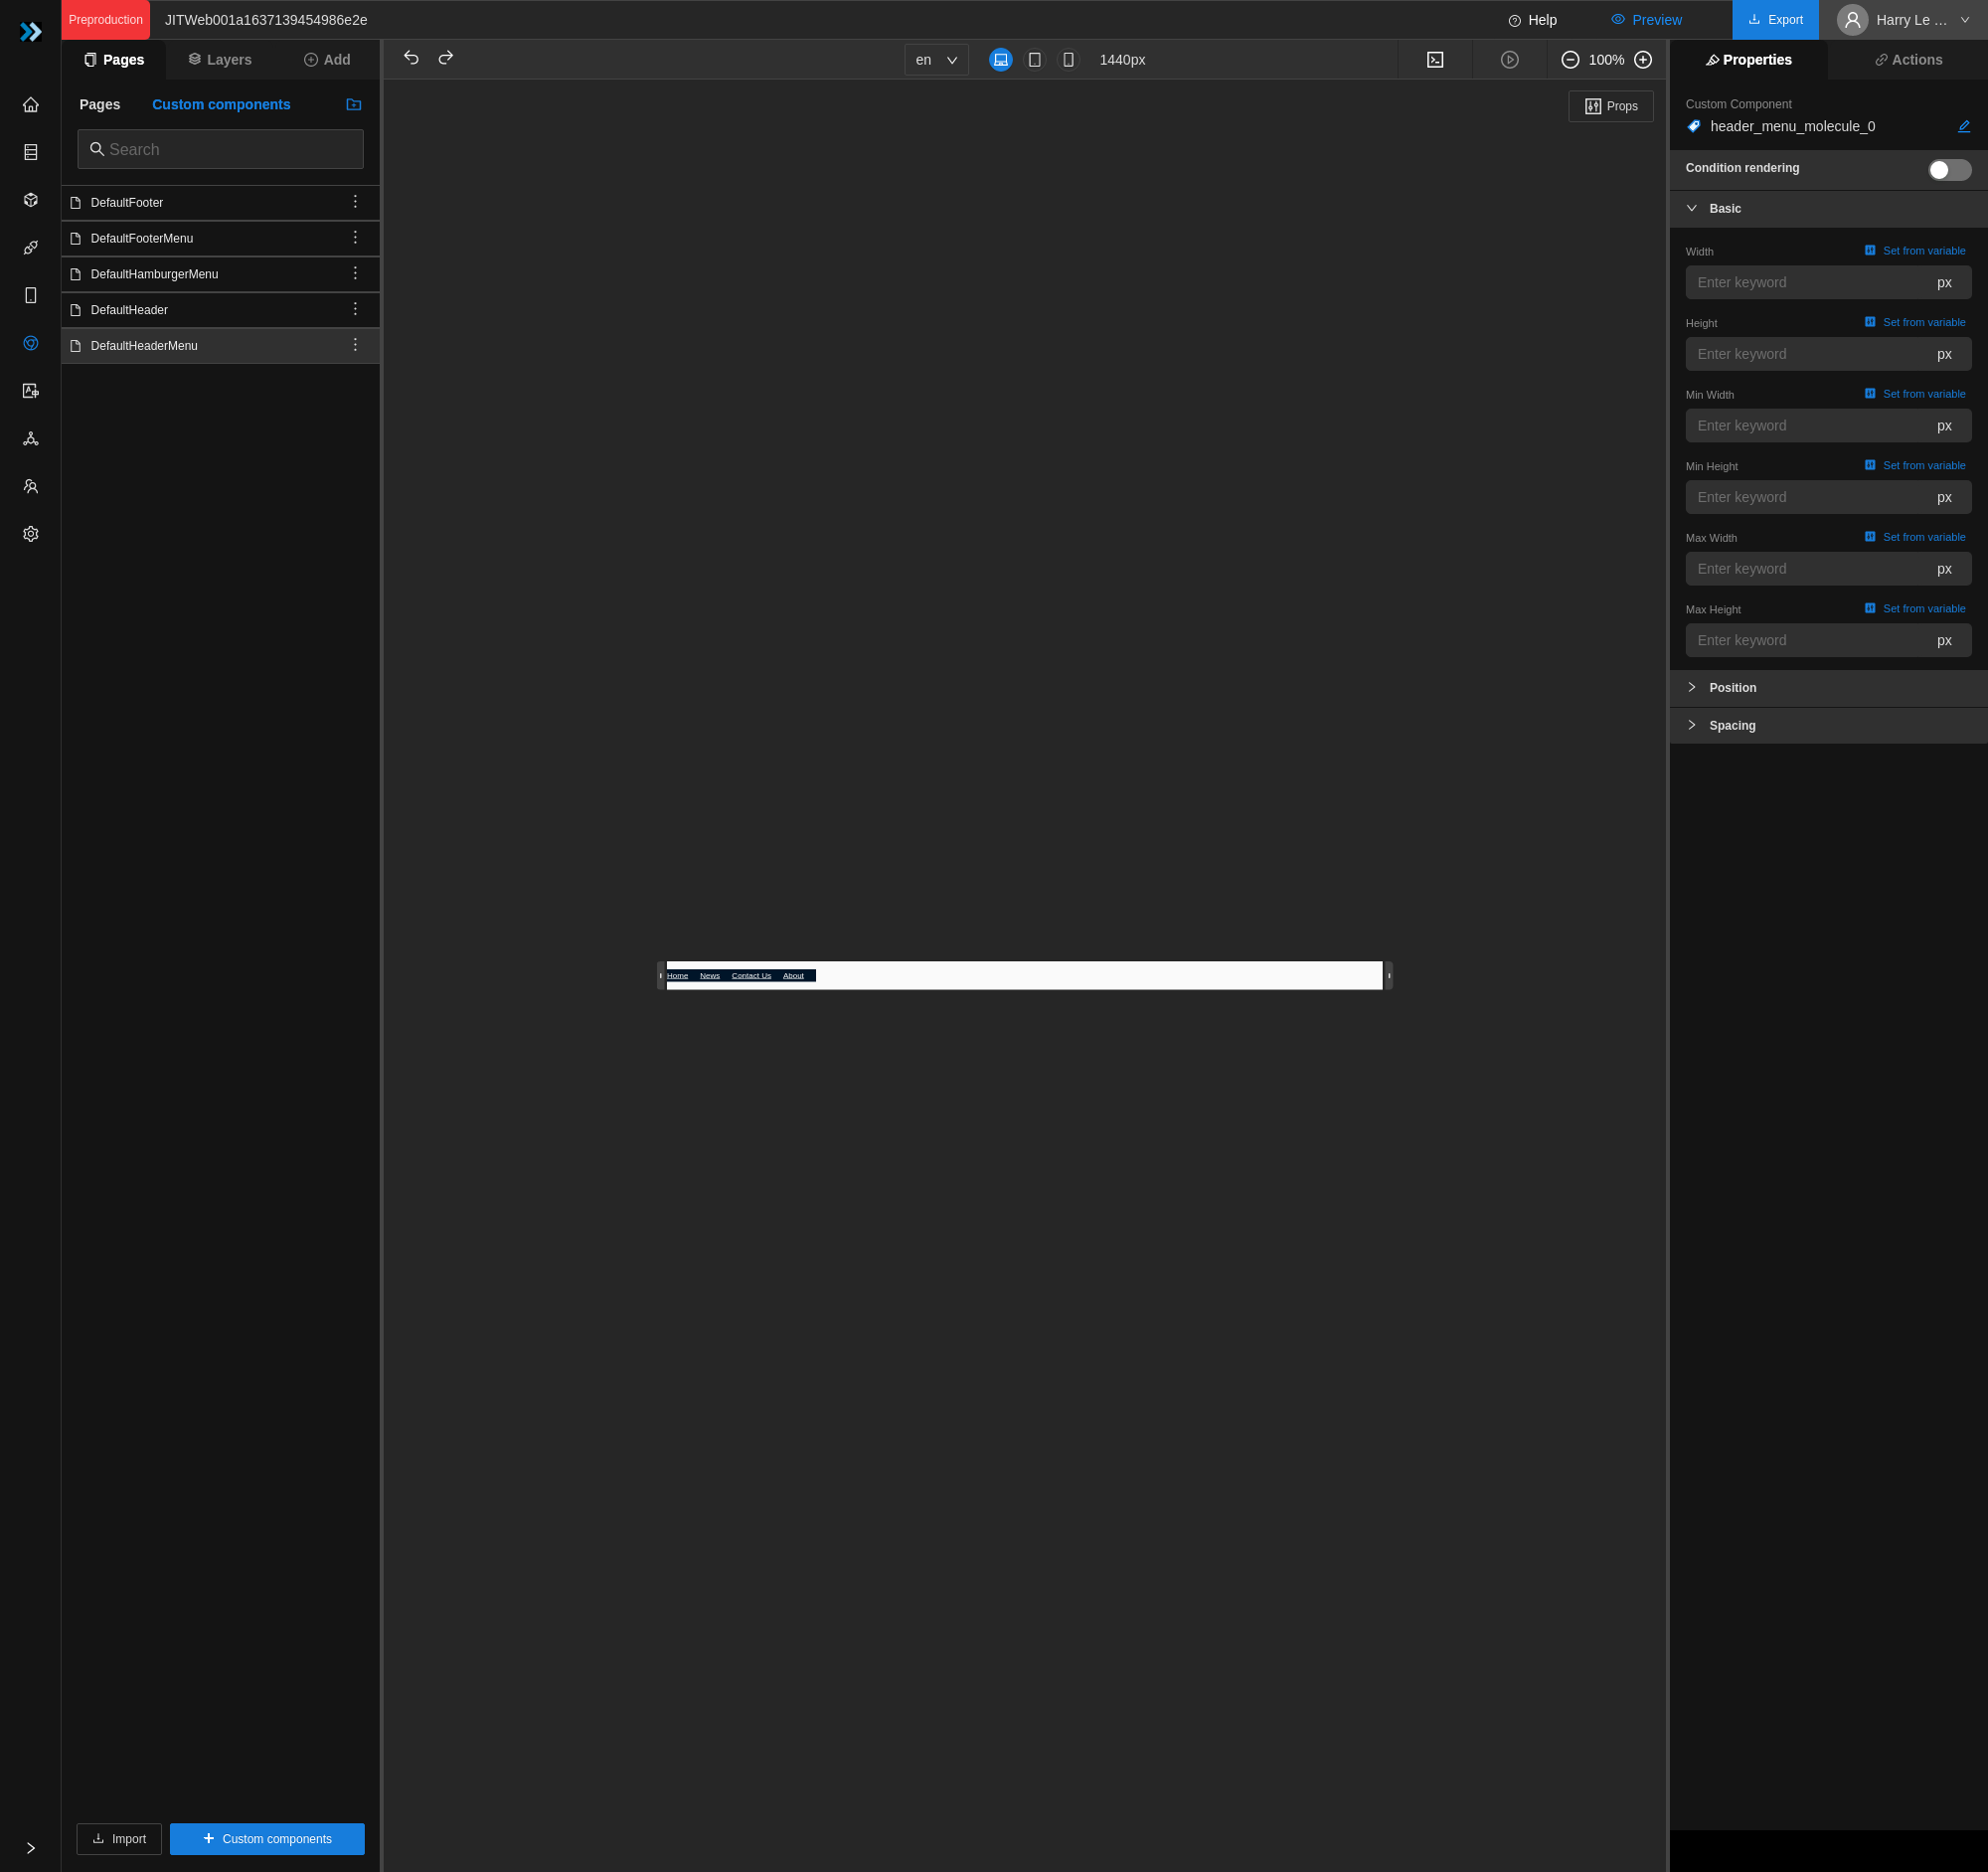 Preproduction JITWeb001a1637139454986e2e Help Preview Export Harry Le ...
Pages Layers Add
en 1440px 100%
Properties Actions
Pages Custom components
Search
DefaultFooter
DefaultFooterMenu
DefaultHamburgerMenu
DefaultHeader
DefaultHeaderMenu
Import Custom components
Props
Home News Contact Us About
Custom Component
header_menu_molecule_0
Condition rendering
Basic
Width Set from variable
Enter keyword px
Height Set from variable
Enter keyword px
Min Width Set from variable
Enter keyword px
Min Height Set from variable
Enter keyword px
Max Width Set from variable
Enter keyword px
Max Height Set from variable
Enter keyword px
Position
Spacing